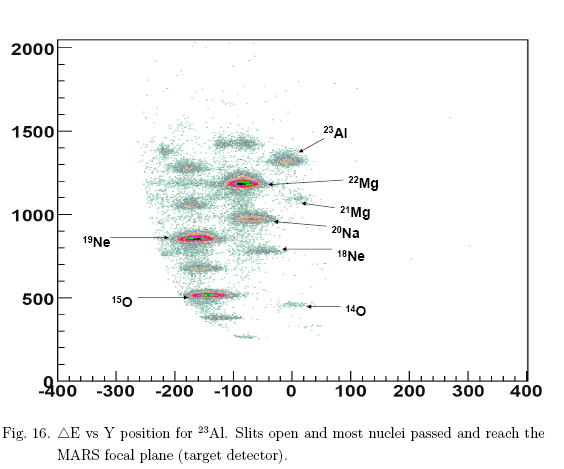 2000
1500
1000
500
0
-400 -300 -200 -100 0 100 200 300 400
²³Al
²²Mg
²¹Mg
²⁰Na
¹⁹Ne
¹⁸Ne
¹⁵O
¹⁴O
Fig. 16. △E vs Y position for ²³Al. Slits open and most nuclei passed and reach the
MARS focal plane (target detector).